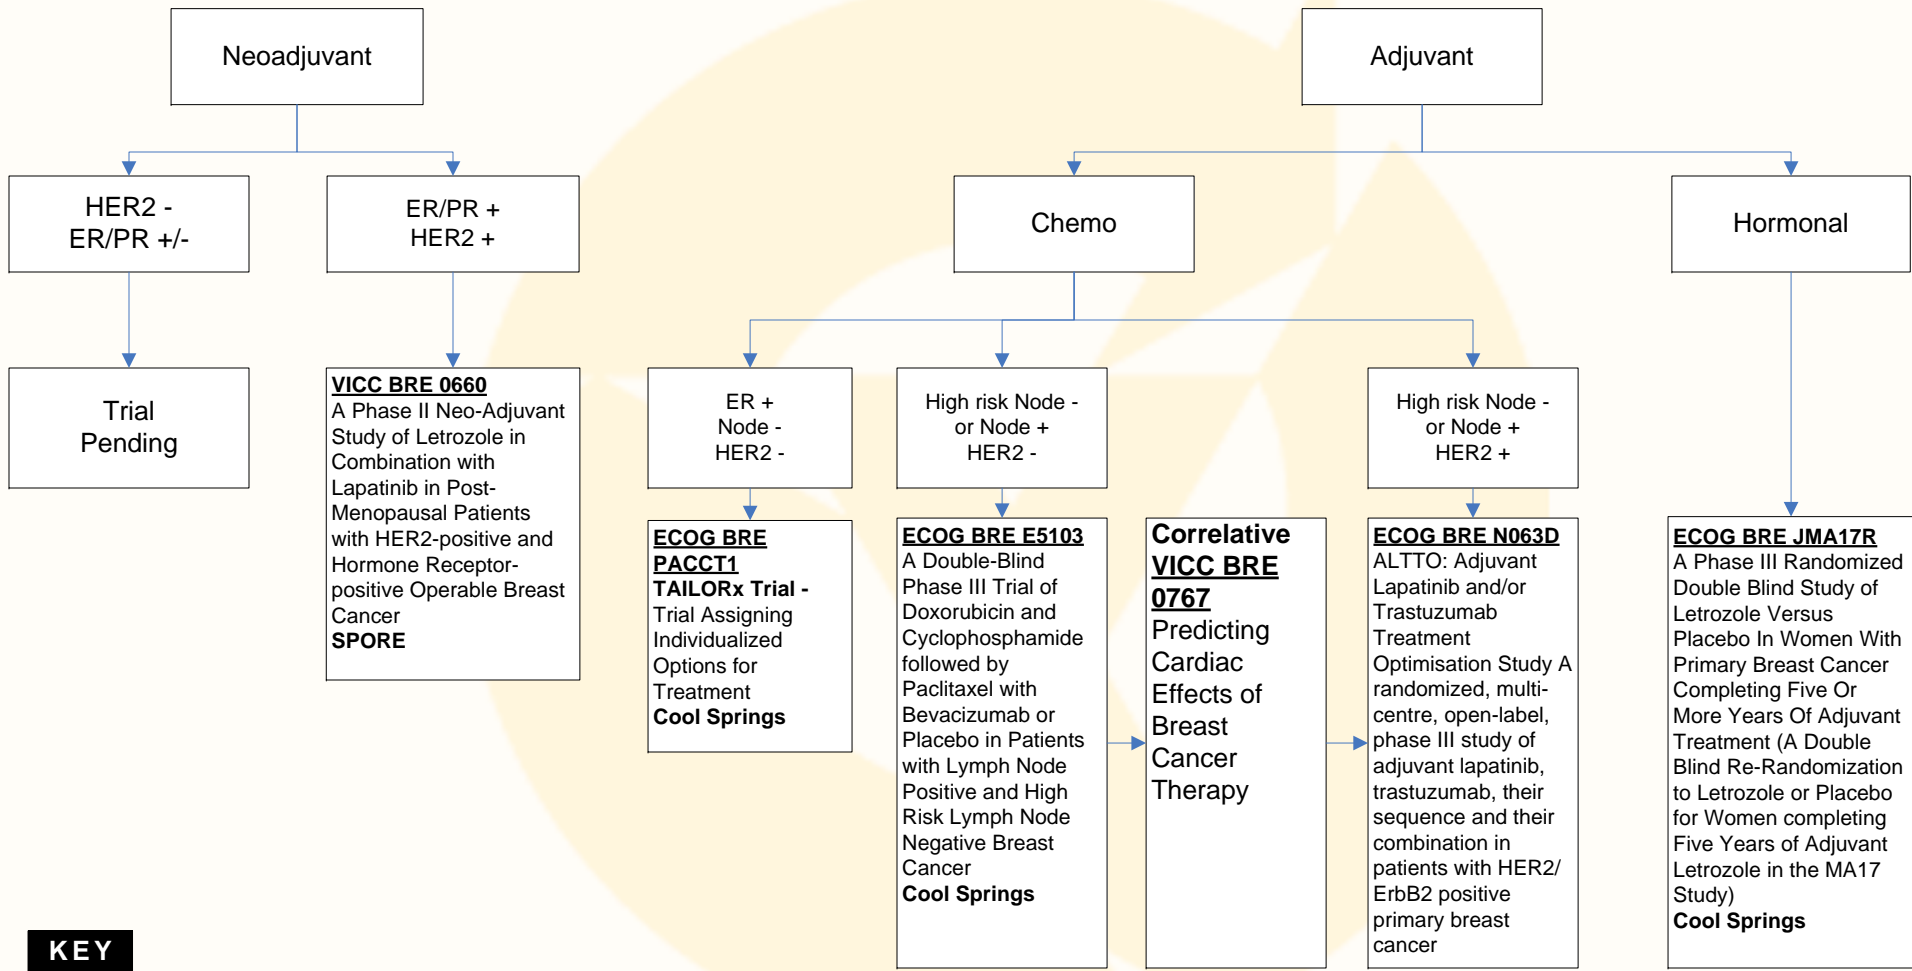 Neoadjuvant
Adjuvant
HER2 -
ER/PR +/-
ER/PR +
HER2 +
Chemo
Hormonal
Trial
Pending
VICC BRE 0660
A Phase II Neo-Adjuvant
Study of Letrozole in
Combination with
Lapatinib in Post-
Menopausal Patients
with HER2-positive and
Hormone Receptor-
positive Operable Breast
Cancer
SPORE
ER +
Node -
HER2 -
High risk Node -
or Node +
HER2 -
High risk Node -
or Node +
HER2 +
ECOG BRE
PACCT1
TAILORx Trial -
Trial Assigning
Individualized
Options for
Treatment
Cool Springs
ECOG BRE E5103
A Double-Blind
Phase III Trial of
Doxorubicin and
Cyclophosphamide
followed by
Paclitaxel with
Bevacizumab or
Placebo in Patients
with Lymph Node
Positive and High
Risk Lymph Node
Negative Breast
Cancer
Cool Springs
Correlative
VICC BRE
0767
Predicting
Cardiac
Effects of
Breast
Cancer
Therapy
ECOG BRE N063D
ALTTO: Adjuvant
Lapatinib and/or
Trastuzumab
Treatment
Optimisation Study A
randomized, multi-
centre, open-label,
phase III study of
adjuvant lapatinib,
trastuzumab, their
sequence and their
combination in
patients with HER2/
ErbB2 positive
primary breast
cancer
ECOG BRE JMA17R
A Phase III Randomized
Double Blind Study of
Letrozole Versus
Placebo In Women With
Primary Breast Cancer
Completing Five Or
More Years Of Adjuvant
Treatment (A Double
Blind Re-Randomization
to Letrozole or Placebo
for Women completing
Five Years of Adjuvant
Letrozole in the MA17
Study)
Cool Springs
KEY